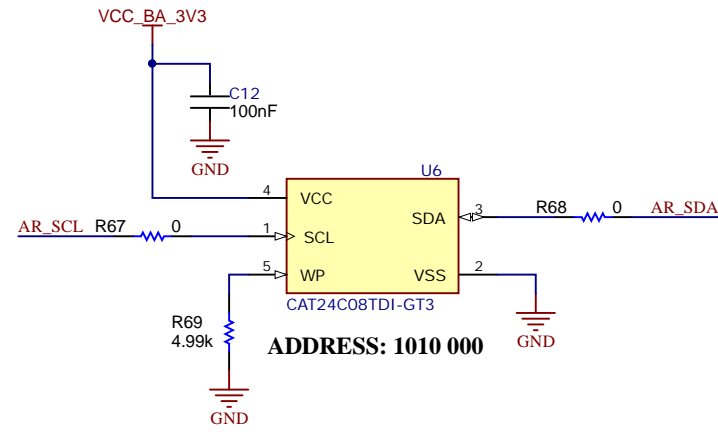 VCC_BA_3V3
C12
100nF
GND
U6
4 VCC
SDA 3 R68 0 AR_SDA
AR_SCL R67 0 1 SCL
5 WP
VSS 2
CAT24C08TDI-GT3
R69
4.99k
ADDRESS: 1010 000
GND
GND